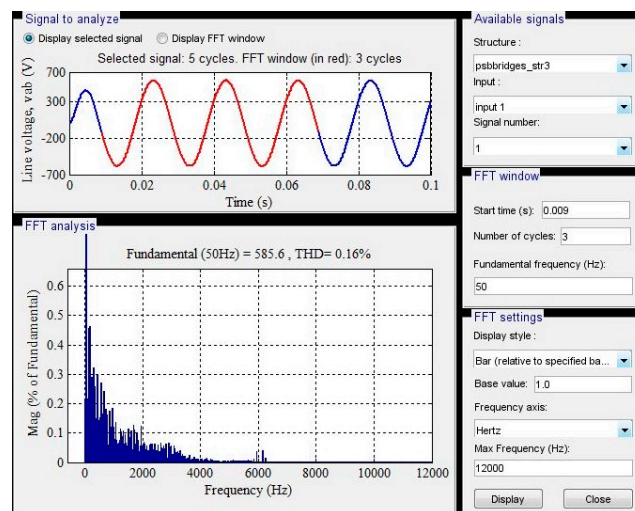 Signal to analyze
Display selected signal Display FFT window
Selected signal: 5 cycles. FFT window (in red): 3 cycles
Line voltage, vab (V)
700
300
-200
-700
0 0.02 0.04 0.06 0.08 0.1
Time (s)
FFT analysis
Fundamental (50Hz) = 585.6 , THD= 0.16%
Mag (% of Fundamental)
0.6
0.5
0.4
0.3
0.2
0.1
0
0 2000 4000 6000 8000 10000 12000
Frequency (Hz)
Available signals
Structure :
psbbridges_str3
Input :
input 1
Signal number:
1
FFT window
Start time (s): 0.009
Number of cycles: 3
Fundamental frequency (Hz):
50
FFT settings
Display style :
Bar (relative to specified ba...
Base value: 1.0
Frequency axis:
Hertz
Max Frequency (Hz):
12000
Display Close